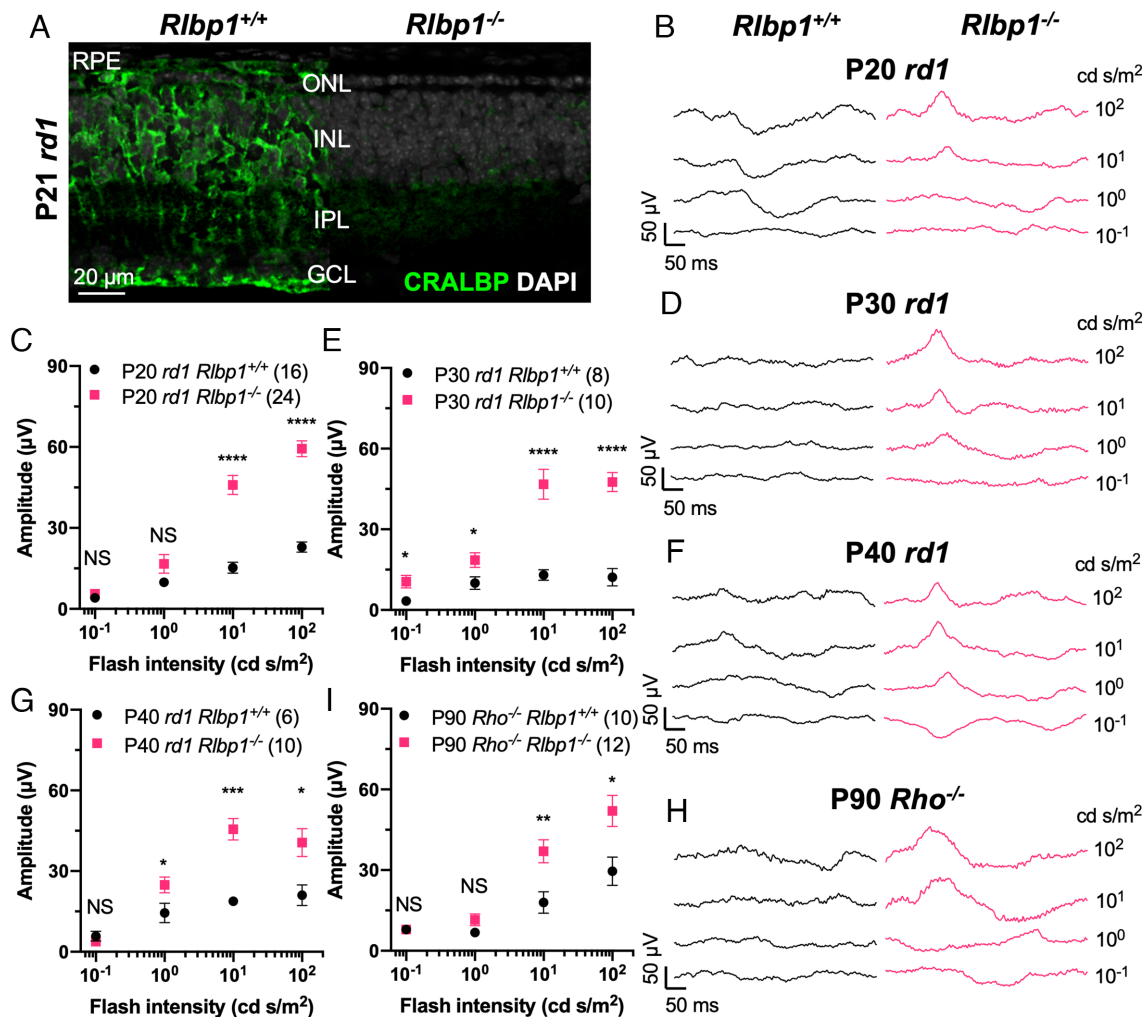 A
Rlbp1+/+
Rlbp1-/-
P21 rd1
RPE
ONL
INL
IPL
GCL
20 µm
CRALBP DAPI
B
Rlbp1+/+
Rlbp1-/-
P20 rd1
cd s/m2
10²
10¹
10⁰
10⁻¹
50 µV
50 ms
C
P20 rd1 Rlbp1+/+ (16)
P20 rd1 Rlbp1-/- (24)
Amplitude (µV)
90
60
30
0
NS
NS
****
****
10⁻¹ 10⁰ 10¹ 10²
Flash intensity (cd s/m²)
E
P30 rd1 Rlbp1+/+ (8)
P30 rd1 Rlbp1-/- (10)
Amplitude (µV)
90
60
30
0
*
*
****
****
10⁻¹ 10⁰ 10¹ 10²
Flash intensity (cd s/m²)
D
P30 rd1
cd s/m²
10²
10¹
10⁰
10⁻¹
50 µV
50 ms
F
P40 rd1
cd s/m²
10²
10¹
10⁰
10⁻¹
50 µV
50 ms
G
P40 rd1 Rlbp1+/+ (6)
P40 rd1 Rlbp1-/- (10)
Amplitude (µV)
90
60
30
0
NS
*
***
*
10⁻¹ 10⁰ 10¹ 10²
Flash intensity (cd s/m²)
I
P90 Rho-/- Rlbp1+/+ (10)
P90 Rho-/- Rlbp1-/- (12)
Amplitude (µV)
90
60
30
0
NS
NS
**
*
10⁻¹ 10⁰ 10¹ 10²
Flash intensity (cd s/m²)
H
P90 Rho-/-
cd s/m²
10²
10¹
10⁰
10⁻¹
50 µV
50 ms